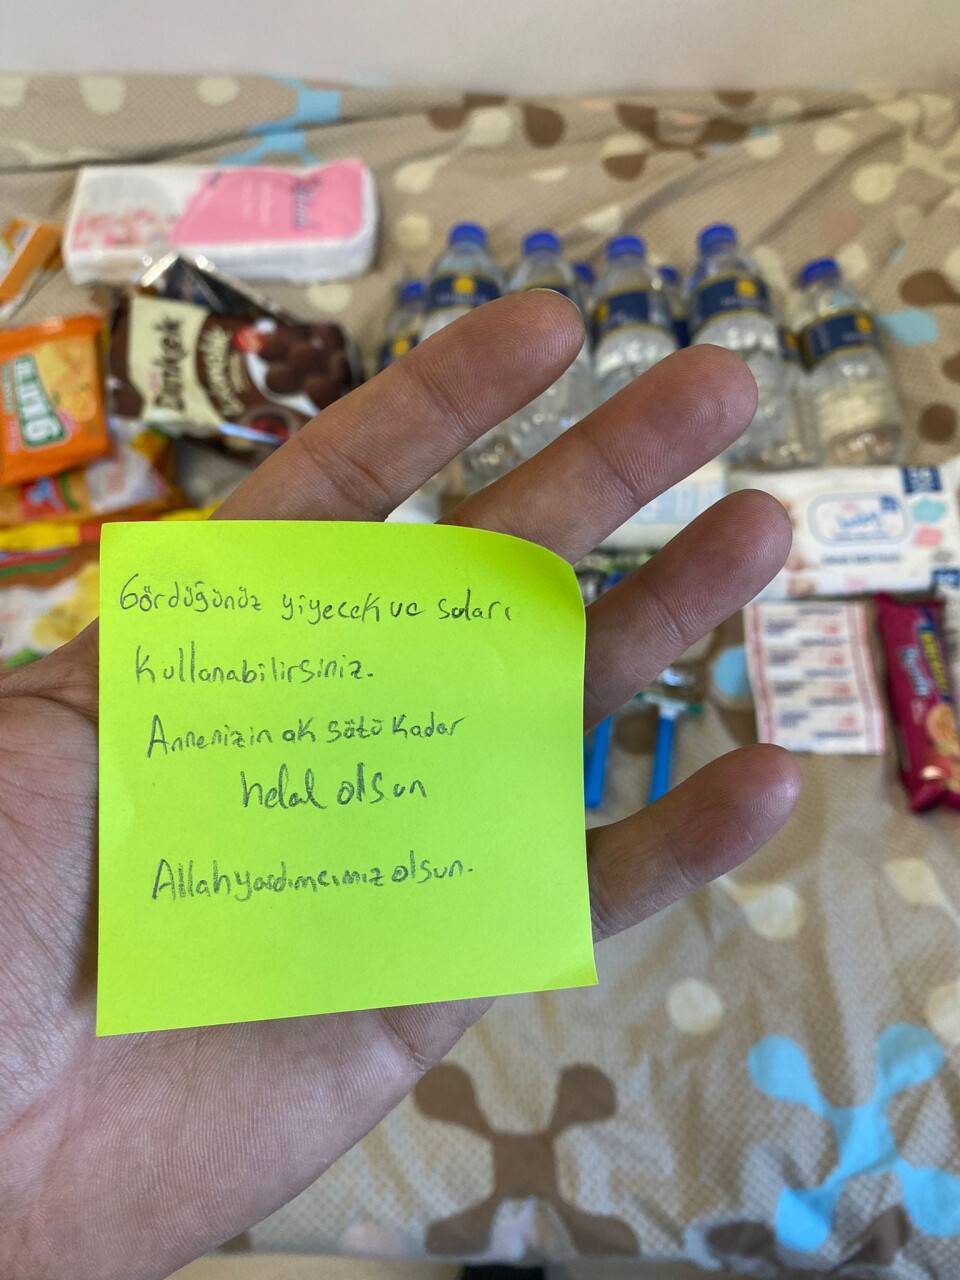 Gördüğünüz yiyecek ve suları
Kullanabilirsiniz.
Annenizin ak sütü kadar
helal olsun
Allah yardımcımız olsun.